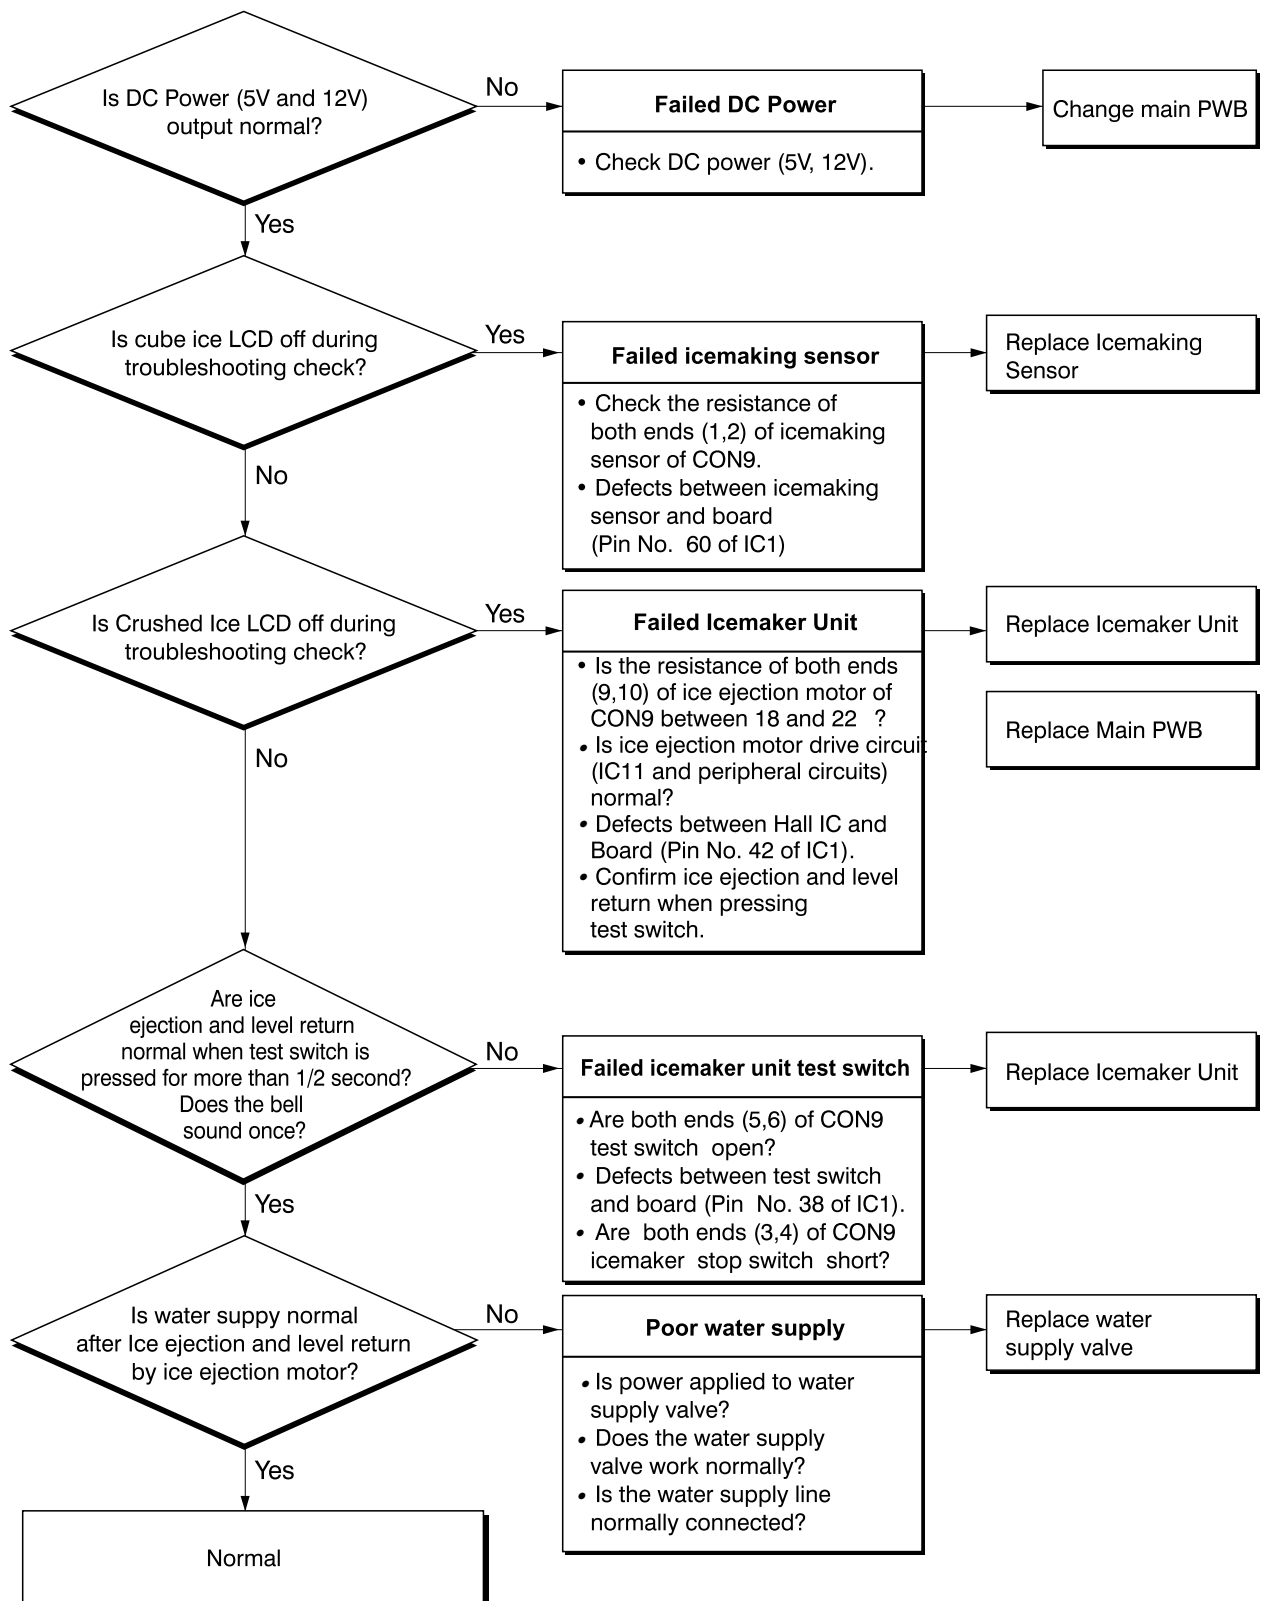 Is DC Power (5V and 12V)
output normal?
No
Failed DC Power
• Check DC power (5V, 12V).
Change main PWB
Yes
Is cube ice LCD off during
troubleshooting check?
Yes
Failed icemaking sensor
• Check the resistance of
both ends (1,2) of icemaking
sensor of CON9.
• Defects between icemaking
sensor and board
(Pin No. 60 of IC1)
Replace Icemaking
Sensor
No
Is Crushed Ice LCD off during
troubleshooting check?
Yes
Failed Icemaker Unit
• Is the resistance of both ends
(9,10) of ice ejection motor of
CON9 between 18 and 22 ?
• Is ice ejection motor drive circuit
(IC11 and peripheral circuits)
normal?
• Defects between Hall IC and
Board (Pin No. 42 of IC1).
• Confirm ice ejection and level
return when pressing
test switch.
Replace Icemaker Unit
Replace Main PWB
No
Are ice
ejection and level return
normal when test switch is
pressed for more than 1/2 second?
Does the bell
sound once?
No
Failed icemaker unit test switch
• Are both ends (5,6) of CON9
test switch open?
• Defects between test switch
and board (Pin No. 38 of IC1).
• Are both ends (3,4) of CON9
icemaker stop switch short?
Replace Icemaker Unit
Yes
Is water suppy normal
after Ice ejection and level return
by ice ejection motor?
No
Poor water supply
• Is power applied to water
supply valve?
• Does the water supply
valve work normally?
• Is the water supply line
normally connected?
Replace water
supply valve
Yes
Normal